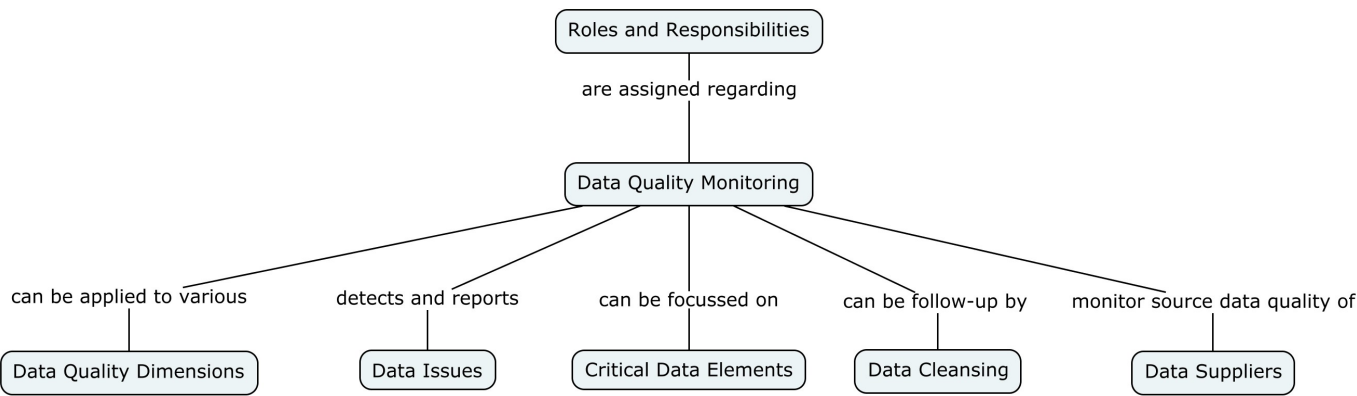 Roles and Responsibilities
are assigned regarding
Data Quality Monitoring
can be applied to various
detects and reports
can be focussed on
can be follow-up by
monitor source data quality of
Data Quality Dimensions
Data Issues
Critical Data Elements
Data Cleansing
Data Suppliers